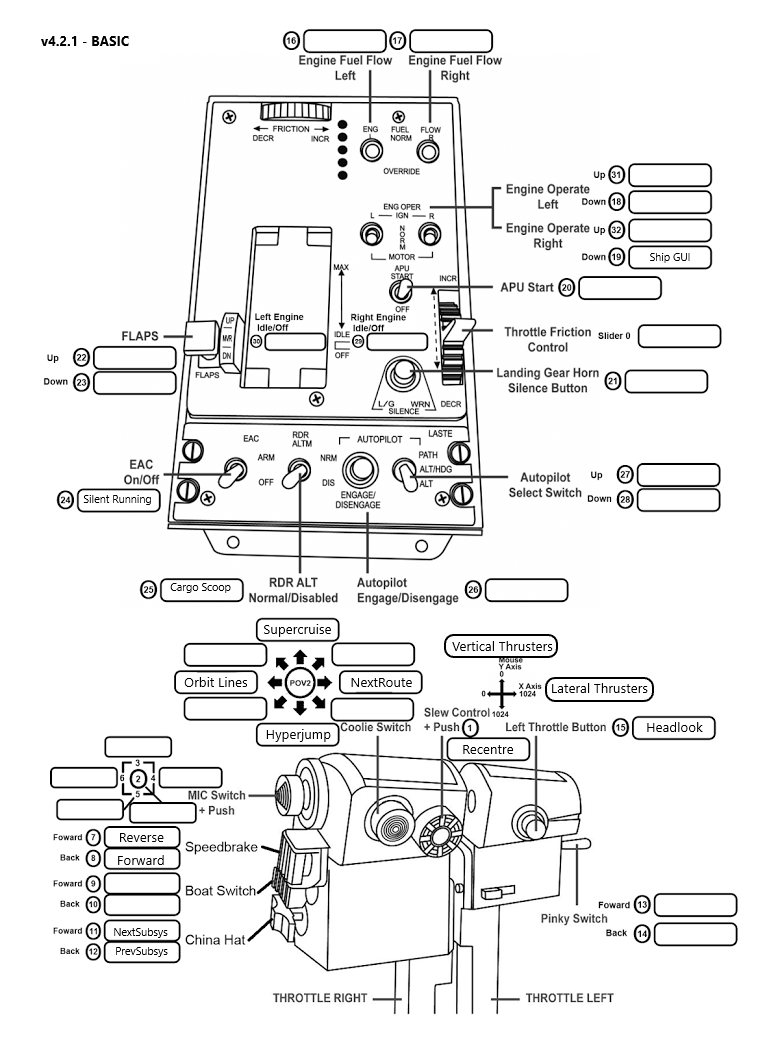 v4.2.1 - BASIC
16
17
Engine Fuel Flow
Left
Engine Fuel Flow
Right
FRICTION
DECR
INCR
ENG
L
FUEL
NORM
FLOW
R
OVERRIDE
Up 31
Engine Operate
Left
Down 18
Engine Operate
Right
Up 32
Down 19 Ship GUI
ENG OPER
L IGN R
NORM
MOTOR
APU
START
OFF
APU Start 20
MAX
IDLE
OFF
INCR
DECR
Left Engine
Idle/Off
30
Right Engine
Idle/Off
29
Throttle Friction
Control
Slider 0
FLAPS
Up 22
Down 23
UP
M/R
DN
FLAPS
Landing Gear Horn
Silence Button
21
L/G WRN
SILENCE
EAC
ARM
OFF
RDR
ALTM
NRM
DIS
AUTOPILOT
LASTE
PATH
ALT/HDG
ALT
ENGAGE/
DISENGAGE
EAC
On/Off
24 Silent Running
Autopilot
Select Switch
Up 27
Down 28
25 Cargo Scoop
RDR ALT
Normal/Disabled
Autopilot
Engage/Disengage
26
Supercruise
Orbit Lines
POV2
NextRoute
Hyperjump
Coolie Switch
Vertical Thrusters
Mouse
Y Axis
0
0
X Axis
1024
1024
Lateral Thrusters
Slew Control
+ Push 1
Recentre
Left Throttle Button 15 Headlook
3
6 2 4
5
MIC Switch
+ Push
Foward 7 Reverse
Back 8 Forward
Speedbrake
Foward 9
Back 10
Boat Switch
Foward 11 NextSubsys
Back 12 PrevSubsys
China Hat
Pinky Switch
Foward 13
Back 14
THROTTLE RIGHT
THROTTLE LEFT